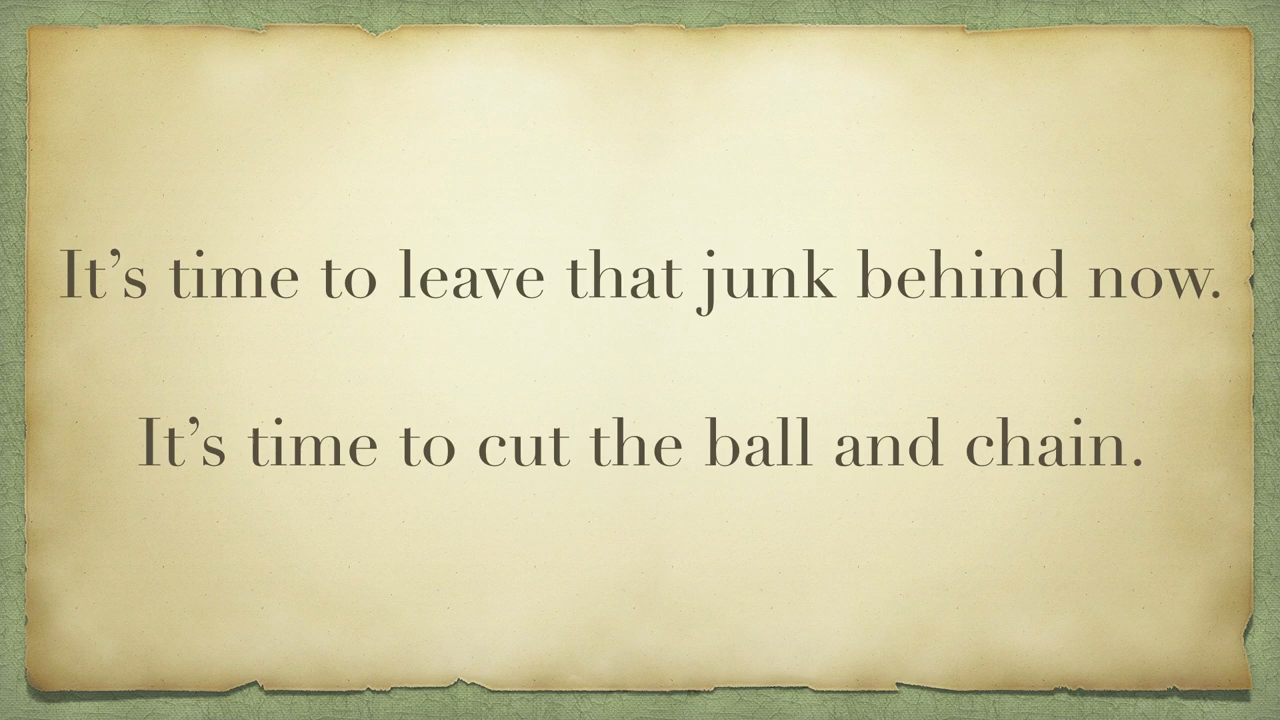 It’s time to leave that junk behind now.
It’s time to cut the ball and chain.